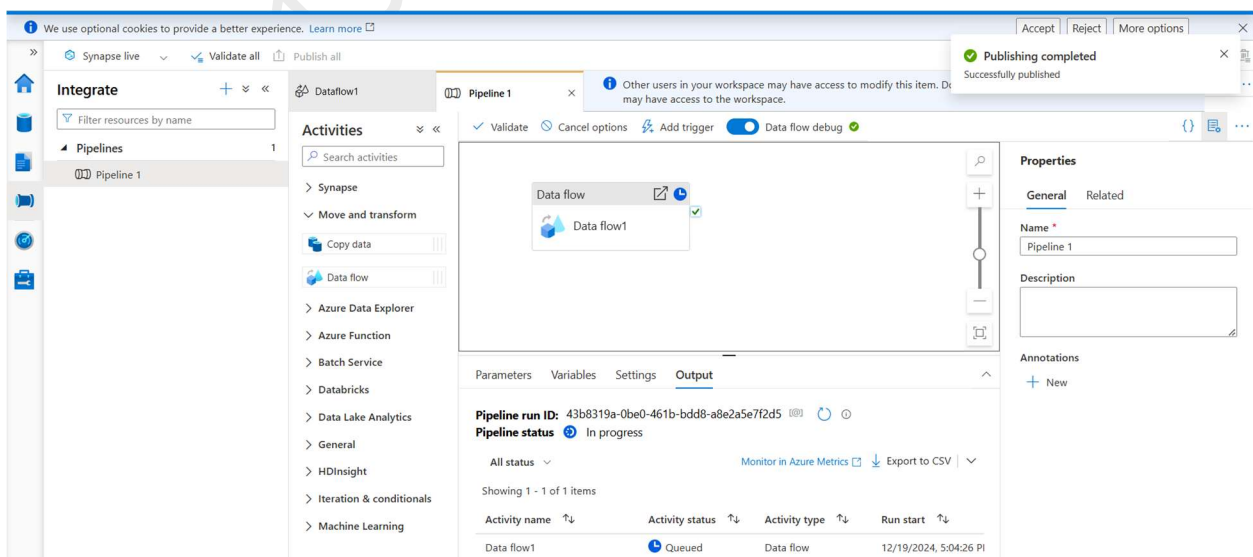 We use optional cookies to provide a better experience. Learn more
Accept Reject More options
Synapse live Validate all Publish all
Publishing completed
Successfully published
Integrate
Filter resources by name
Pipelines 1
Pipeline 1
Dataflow1
Pipeline 1
Other users in your workspace may have access to modify this item. Do
may have access to the workspace.
Activities
Search activities
Synapse
Move and transform
Copy data
Data flow
Azure Data Explorer
Azure Function
Batch Service
Databricks
Data Lake Analytics
General
HDInsight
Iteration & conditionals
Machine Learning
Validate Cancel options Add trigger Data flow debug
Data flow
Data flow1
Parameters Variables Settings Output
Pipeline run ID: 43b8319a-0be0-461b-bdd8-a8e2a5e7f2d5
Pipeline status In progress
All status Monitor in Azure Metrics Export to CSV
Showing 1 - 1 of 1 items
Activity name Activity status Activity type Run start
Data flow1 Queued Data flow 12/19/2024, 5:04:26 PI
Properties
General Related
Name *
Pipeline 1
Description
Annotations
New